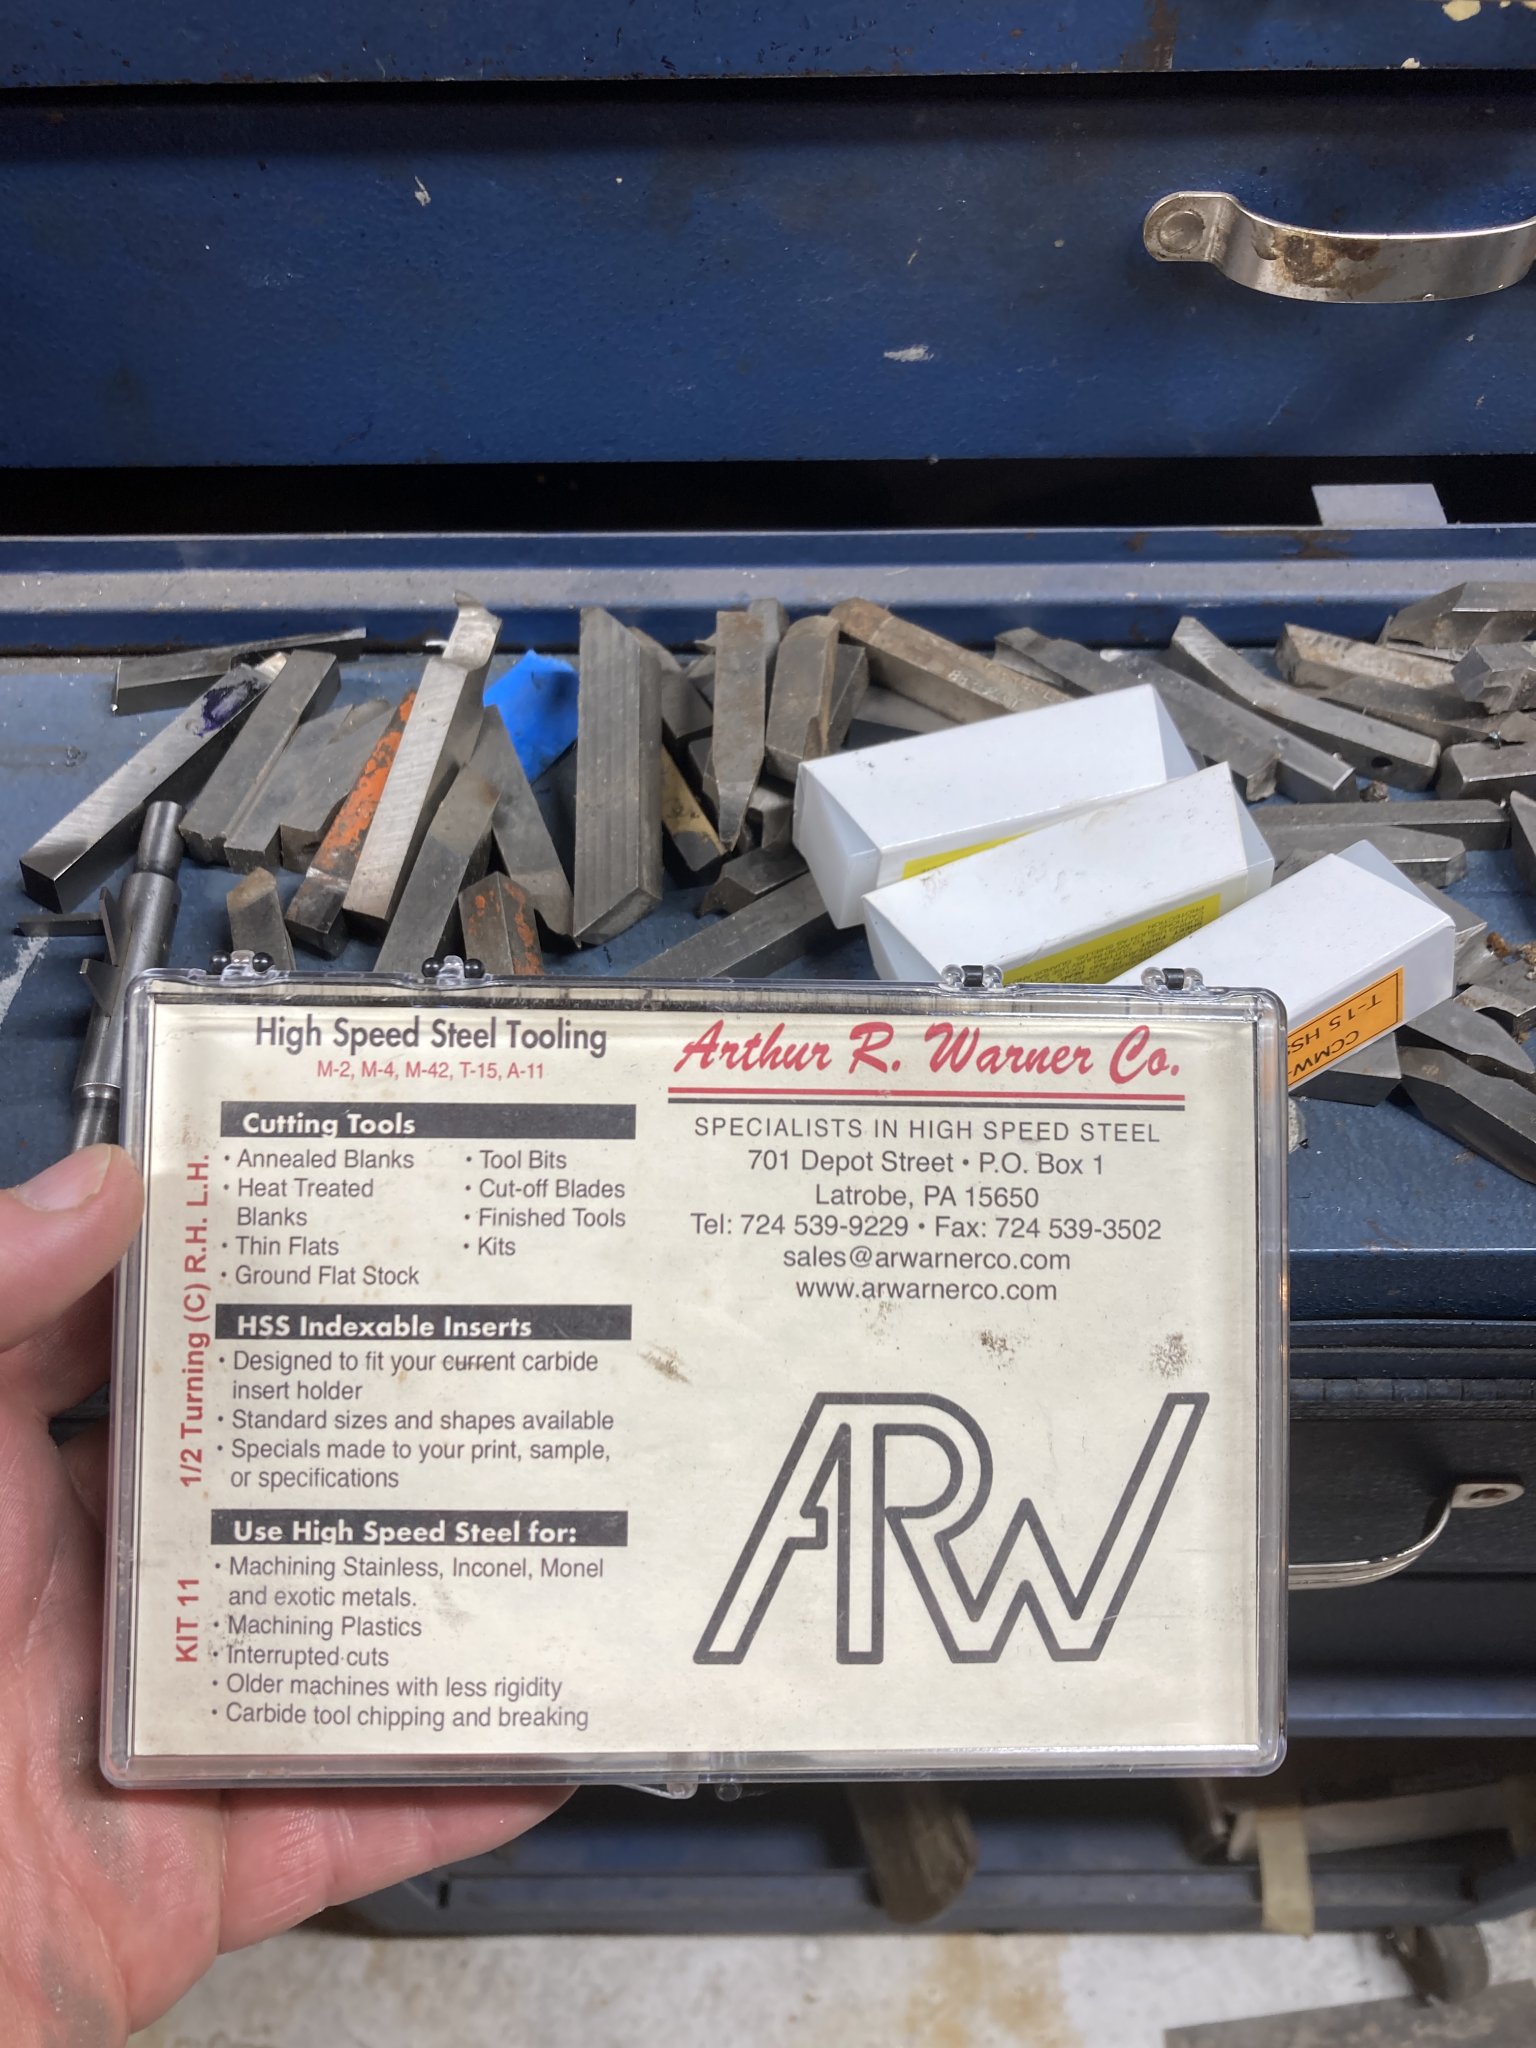 High Speed Steel Tooling
M-2, M-4, M-42, T-15, A-11
Cutting Tools
• Annealed Blanks
• Heat Treated
Blanks
• Thin Flats
• Ground Flat Stock
• Tool Bits
• Cut-off Blades
• Finished Tools
• Kits
HSS Indexable Inserts
• Designed to fit your current carbide
insert holder
• Standard sizes and shapes available
• Specials made to your print, sample,
or specifications
Use High Speed Steel for:
• Machining Stainless, Inconel, Monel
and exotic metals.
• Machining Plastics
• Interrupted cuts
• Older machines with less rigidity
• Carbide tool chipping and breaking
KIT 11 1/2 Turning (C) R.H. L.H.
Arthur R. Warner Co.
SPECIALISTS IN HIGH SPEED STEEL
701 Depot Street • P.O. Box 1
Latrobe, PA 15650
Tel: 724 539-9229 • Fax: 724 539-3502
sales@arwarnerco.com
www.arwarnerco.com
ARW
CCMW-
T-15 HS